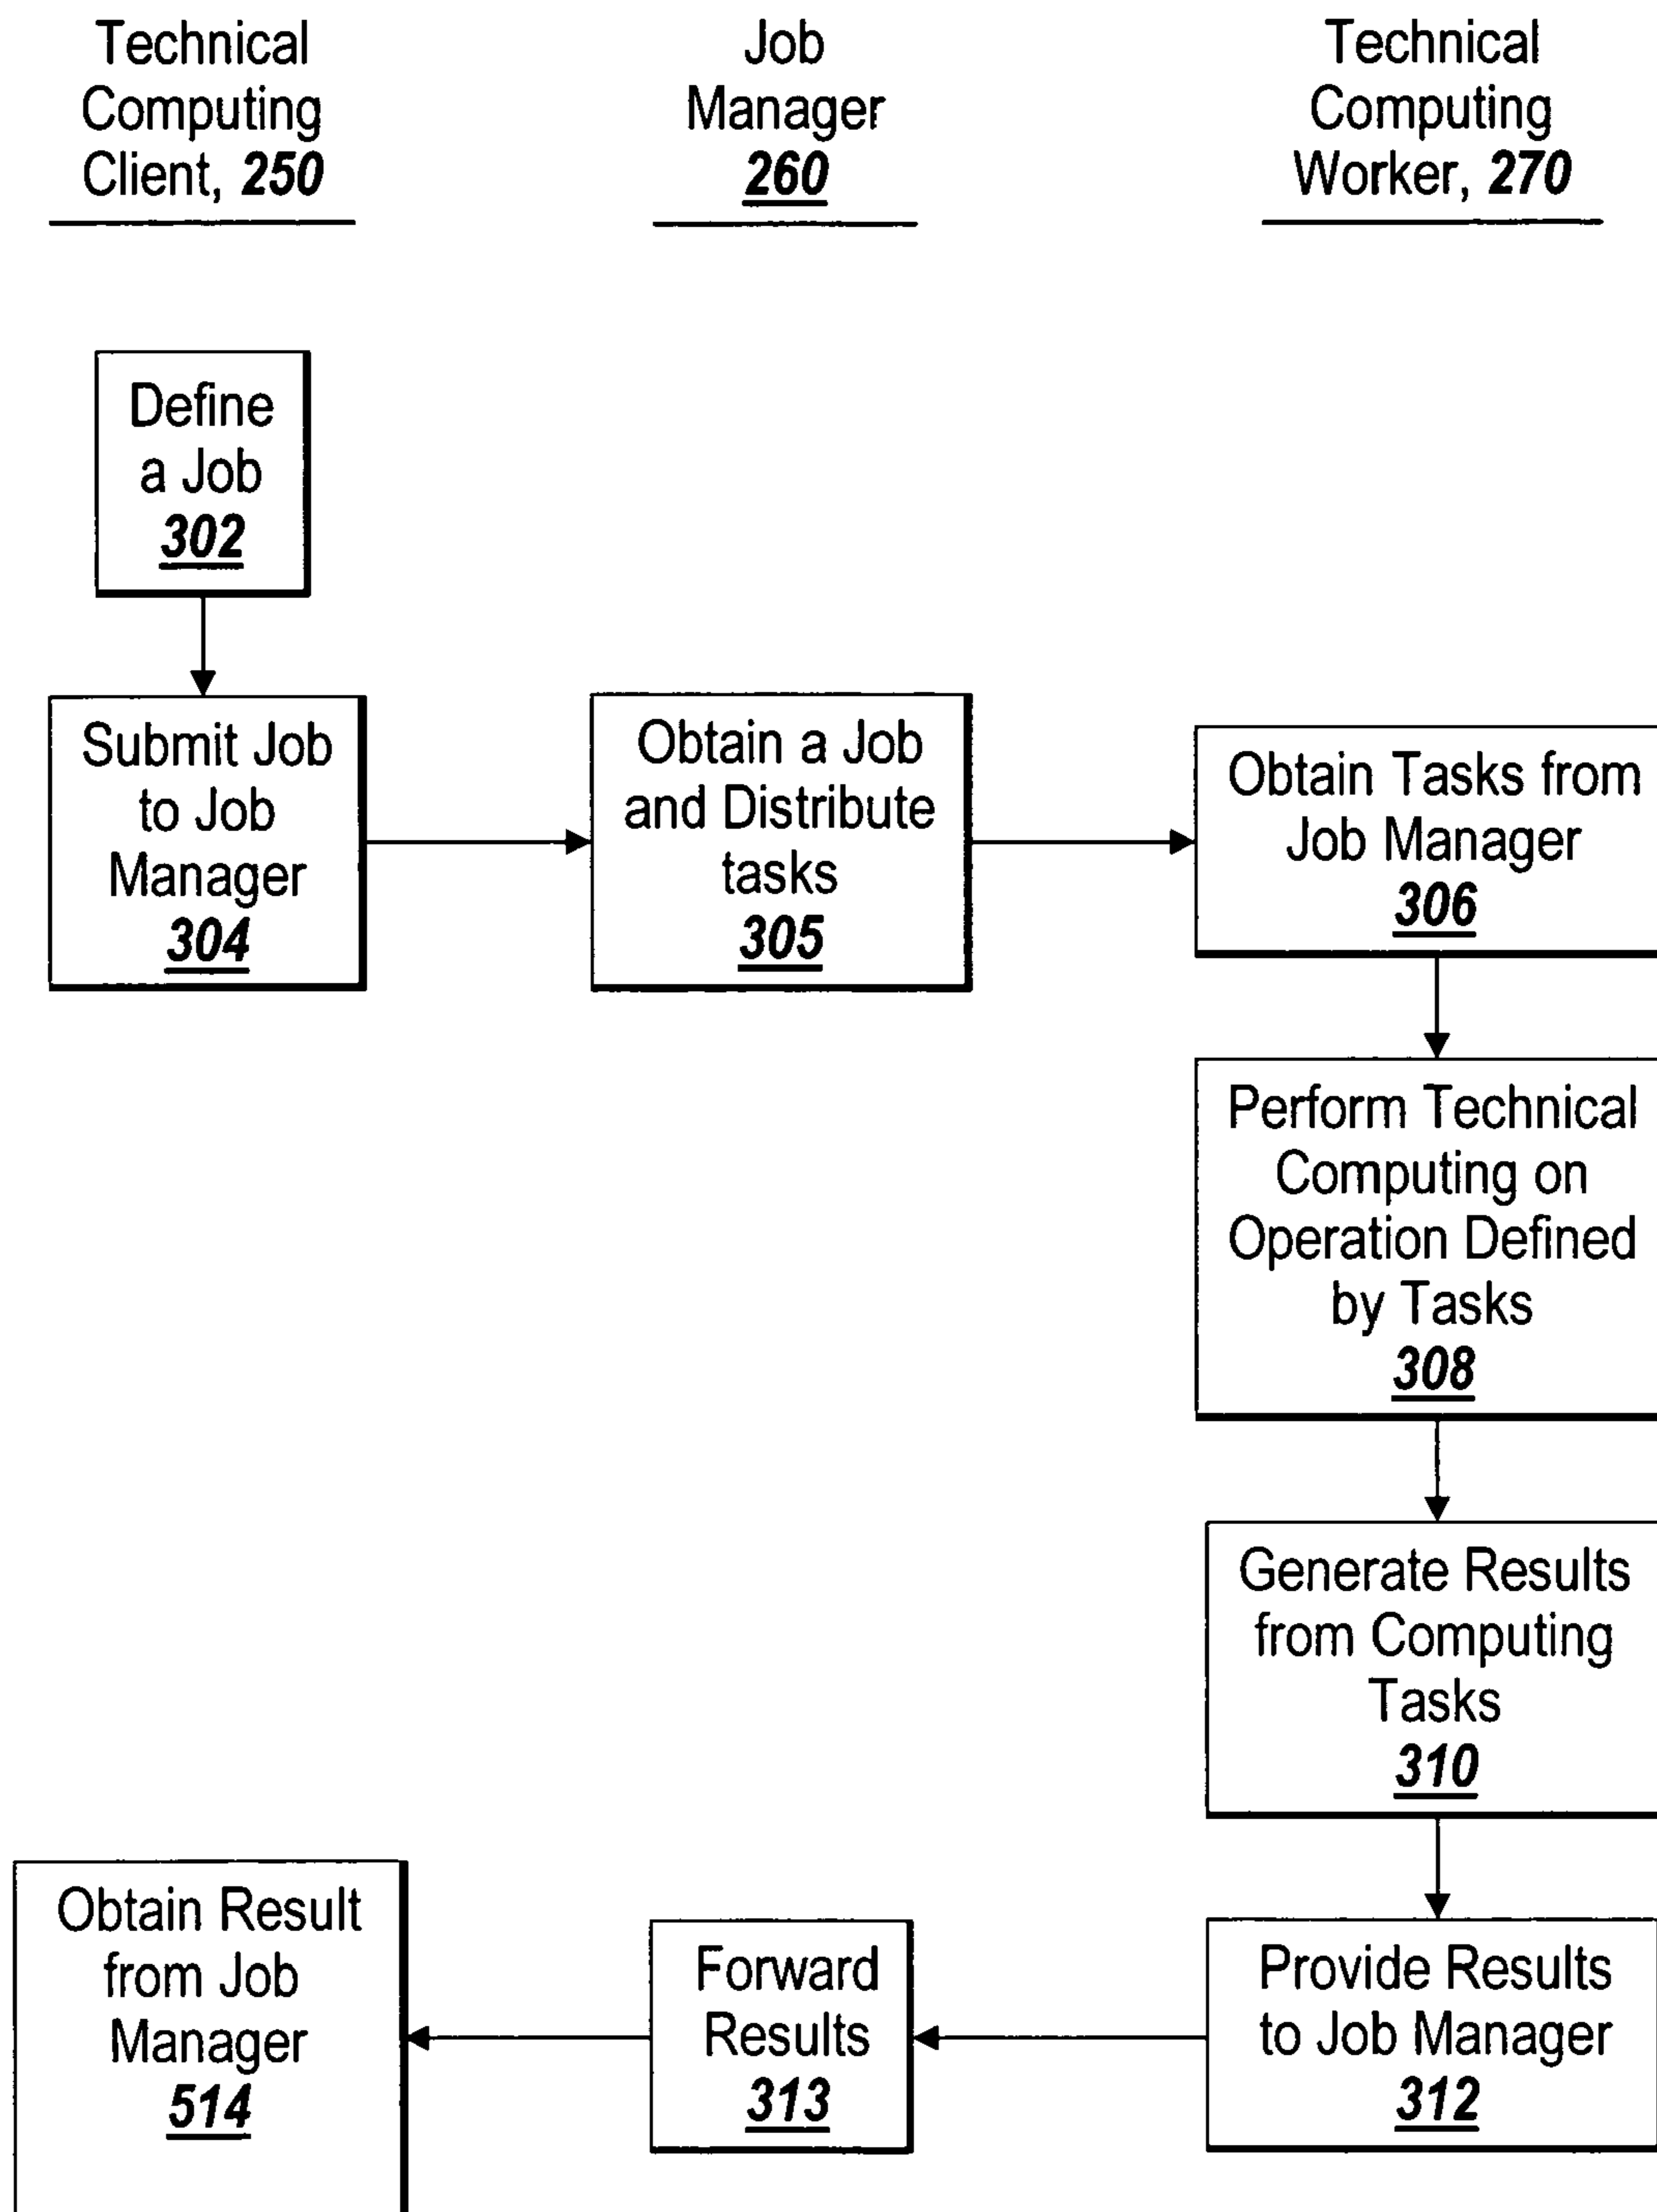 Technical
Computing
Client, 250
Job
Manager
260
Technical
Computing
Worker, 270
Define
a Job
302
Submit Job
to Job
Manager
304
Obtain a Job
and Distribute
tasks
305
Obtain Tasks from
Job Manager
306
Perform Technical
Computing on
Operation Defined
by Tasks
308
Generate Results
from Computing
Tasks
310
Provide Results
to Job Manager
312
Forward
Results
313
Obtain Result
from Job
Manager
514